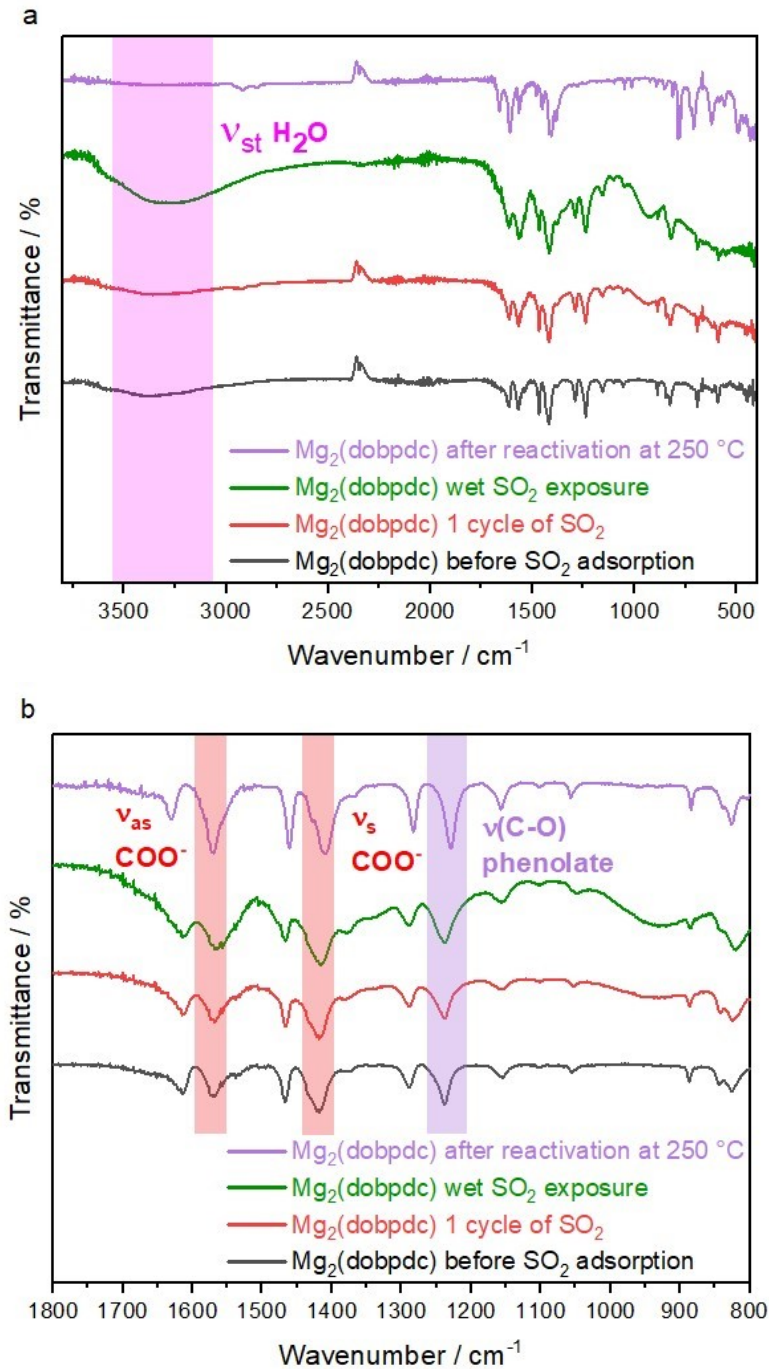 a
ν_st H₂O
Transmittance / %
Mg₂(dobpdc) after reactivation at 250 °C
Mg₂(dobpdc) wet SO₂ exposure
Mg₂(dobpdc) 1 cycle of SO₂
Mg₂(dobpdc) before SO₂ adsorption
3500 3000 2500 2000 1500 1000 500
Wavenumber / cm⁻¹
b
ν_as
COO⁻
ν_s
COO⁻
ν(C-O)
phenolate
Transmittance / %
Mg₂(dobpdc) after reactivation at 250 °C
Mg₂(dobpdc) wet SO₂ exposure
Mg₂(dobpdc) 1 cycle of SO₂
Mg₂(dobpdc) before SO₂ adsorption
1800 1700 1600 1500 1400 1300 1200 1100 1000 900 800
Wavenumber / cm⁻¹